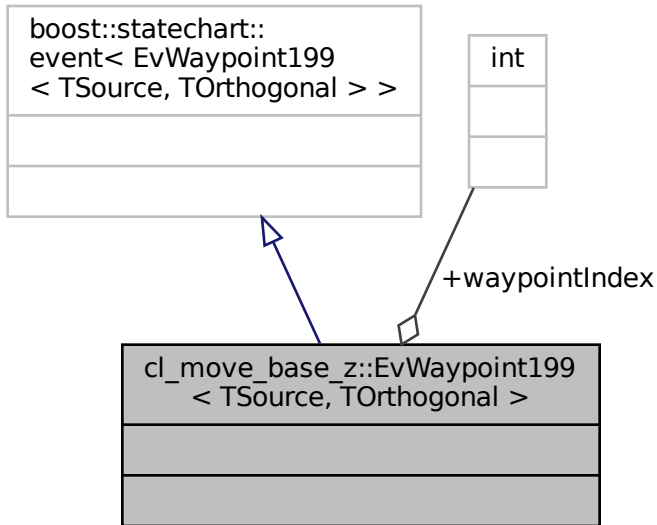 boost::statechart::
event< EvWaypoint199
< TSource, TOrthogonal > >
int
+waypointIndex
cl_move_base_z::EvWaypoint199
< TSource, TOrthogonal >